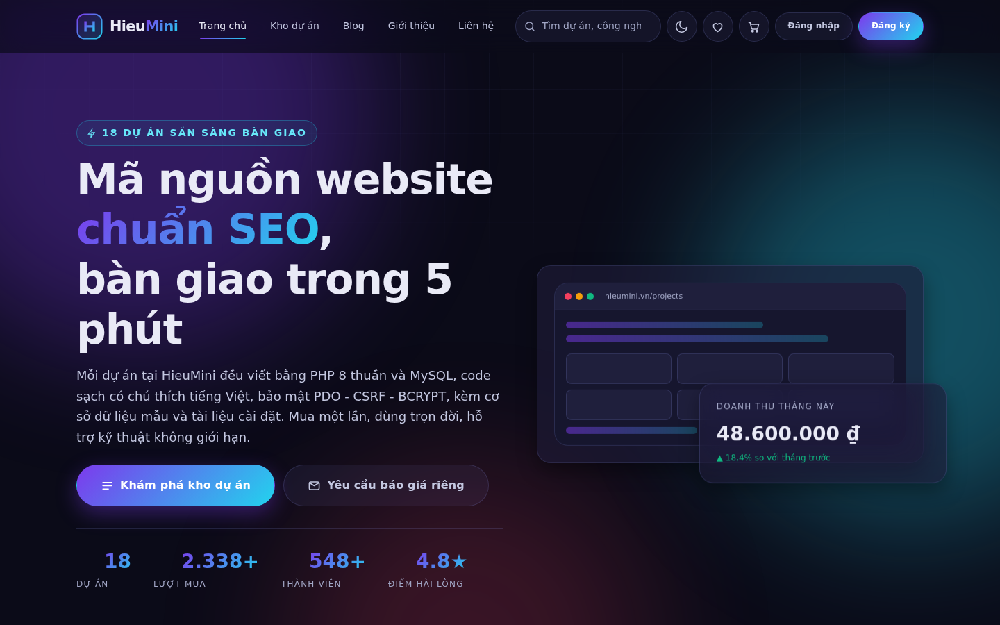 HieuMini
Trang chủ
Kho dự án
Blog
Giới thiệu
Liên hệ
Tìm dự án, công ngh
Đăng nhập
Đăng ký
18 DỰ ÁN SẴN SÀNG BÀN GIAO
Mã nguồn website
chuẩn SEO,
bàn giao trong 5
phút
Mỗi dự án tại HieuMini đều viết bằng PHP 8 thuần và MySQL, code
sạch có chú thích tiếng Việt, bảo mật PDO - CSRF - BCRYPT, kèm cơ
sở dữ liệu mẫu và tài liệu cài đặt. Mua một lần, dùng trọn đời, hỗ
trợ kỹ thuật không giới hạn.
Khám phá kho dự án
Yêu cầu báo giá riêng
18
DỰ ÁN
2.338+
LƯỢT MUA
548+
THÀNH VIÊN
4.8★
ĐIỂM HÀI LÒNG
hieumini.vn/projects
DOANH THU THÁNG NÀY
48.600.000 ₫
▲ 18,4% so với tháng trước